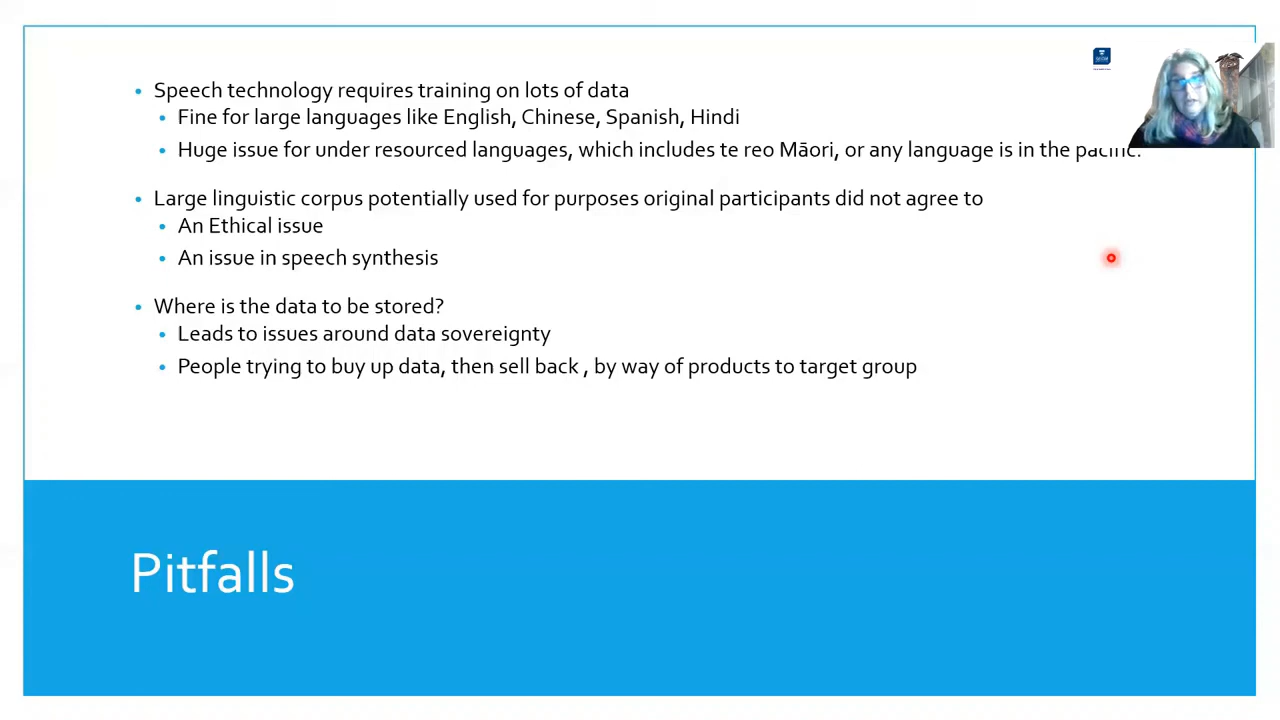 Speech technology requires training on lots of data
Fine for large languages like English, Chinese, Spanish, Hindi
Huge issue for under resourced languages, which includes te reo Māori, or any language is in the pacific.
Large linguistic corpus potentially used for purposes original participants did not agree to
An Ethical issue
An issue in speech synthesis
Where is the data to be stored?
Leads to issues around data sovereignty
People trying to buy up data, then sell back , by way of products to target group
Pitfalls